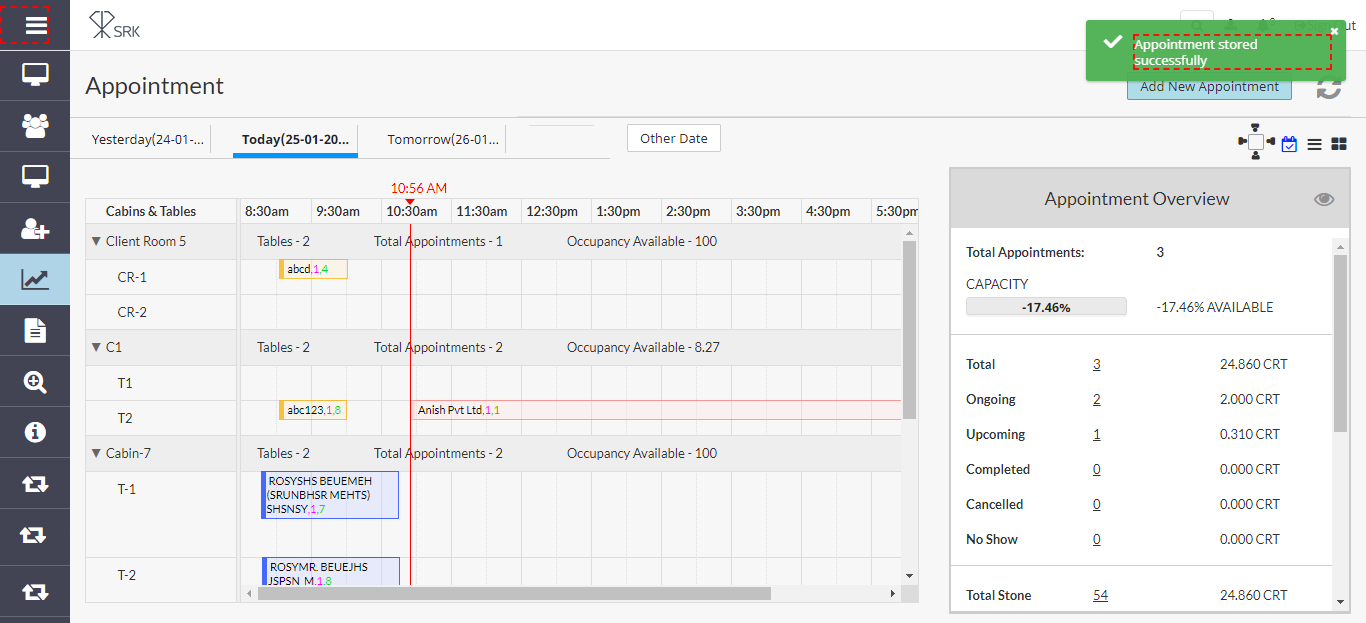 SRK
Appointment stored
successfully
Appointment
Add New Appointment
Yesterday(24-01-...
Today(25-01-20...
Tomorrow(26-01...
Other Date
10:56 AM
Cabins & Tables 8:30am 9:30am 10:30am 11:30am 12:30pm 1:30pm 2:30pm 3:30pm 4:30pm 5:30pm
Client Room 5 Tables - 2 Total Appointments - 1 Occupancy Available - 100
CR-1 abcd,1,4
CR-2
C1 Tables - 2 Total Appointments - 2 Occupancy Available - 8.27
T1
T2 abc123,1,8 Anish Pvt Ltd,1,1
Cabin-7 Tables - 2 Total Appointments - 2 Occupancy Available - 100
T-1 ROSYSHS BEUEMEH
(SRUNBHSR MEHTS)
SHSNSY,1,7
T-2 ROSYMR. BEUEJHS
JSPSN M,1,8
Appointment Overview
Total Appointments: 3
CAPACITY
-17.46% -17.46% AVAILABLE
Total 3 24.860 CRT
Ongoing 2 2.000 CRT
Upcoming 1 0.310 CRT
Completed 0 0.000 CRT
Cancelled 0 0.000 CRT
No Show 0 0.000 CRT
Total Stone 54 24.860 CRT